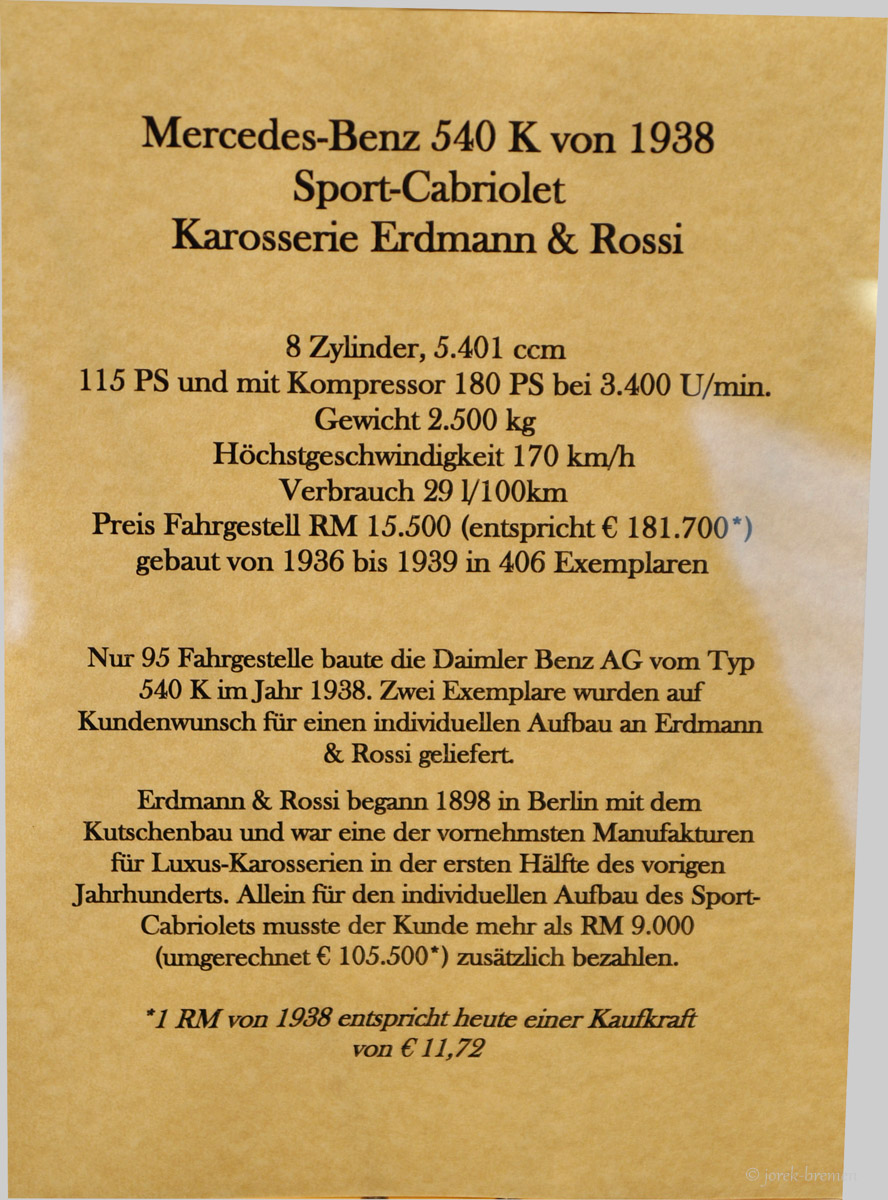 Mercedes-Benz 540 K von 1938
Sport-Cabriolet
Karosserie Erdmann & Rossi
8 Zylinder, 5.401 ccm
115 PS und mit Kompressor 180 PS bei 3.400 U/min.
Gewicht 2.500 kg
Höchstgeschwindigkeit 170 km/h
Verbrauch 29 l/100km
Preis Fahrgestell RM 15.500 (entspricht € 181.700*)
gebaut von 1936 bis 1939 in 406 Exemplaren
Nur 95 Fahrgestelle baute die Daimler Benz AG vom Typ
540 K im Jahr 1938. Zwei Exemplare wurden auf
Kundenwunsch für einen individuellen Aufbau an Erdmann
& Rossi geliefert.
Erdmann & Rossi begann 1898 in Berlin mit dem
Kutschenbau und war eine der vornehmsten Manufakturen
für Luxus-Karosserien in der ersten Hälfte des vorigen
Jahrhunderts. Allein für den individuellen Aufbau des Sport-
Cabriolets musste der Kunde mehr als RM 9.000
(umgerechnet € 105.500*) zusätzlich bezahlen.
*1 RM von 1938 entspricht heute einer Kaufkraft
von € 11,72